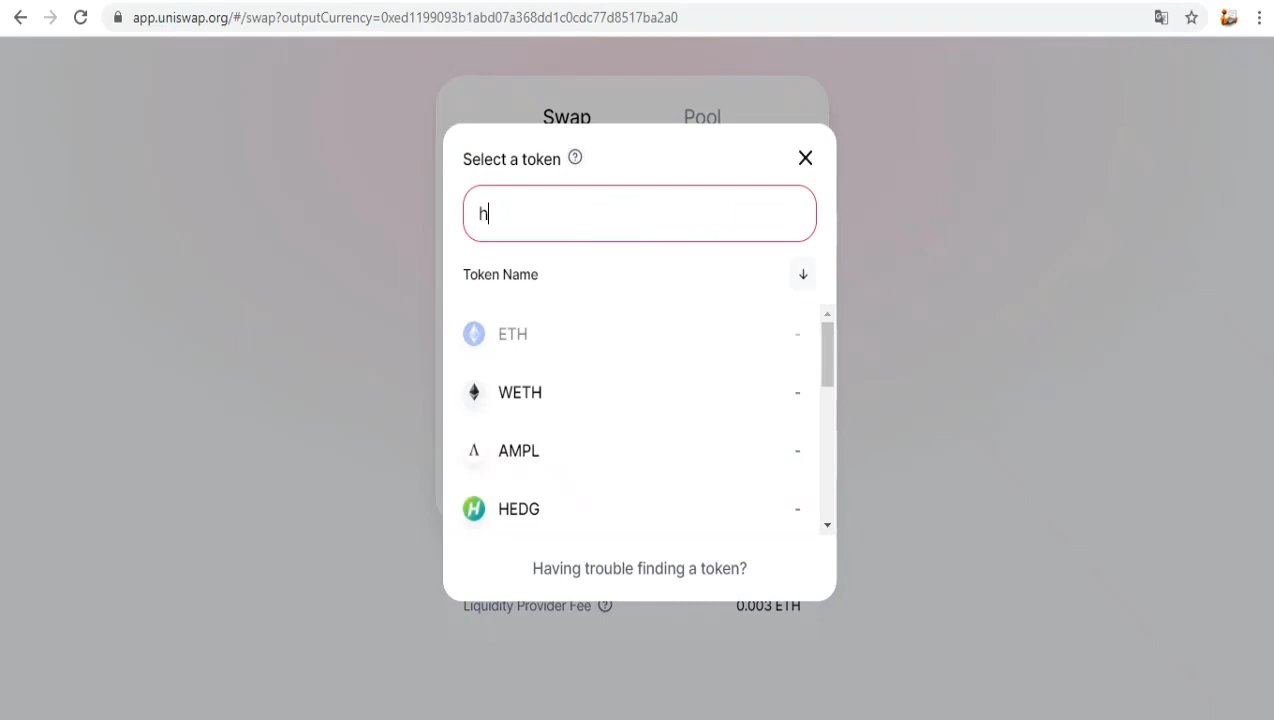 app.uniswap.org/#/swap?outputCurrency=0xed1199093b1abd07a368dd1c0cdc77d8517ba2a0
Swap Pool
Select a token ?
h
Token Name
ETH -
WETH -
AMPL -
HEDG -
Having trouble finding a token?
Liquidity Provider Fee ? 0.003 ETH